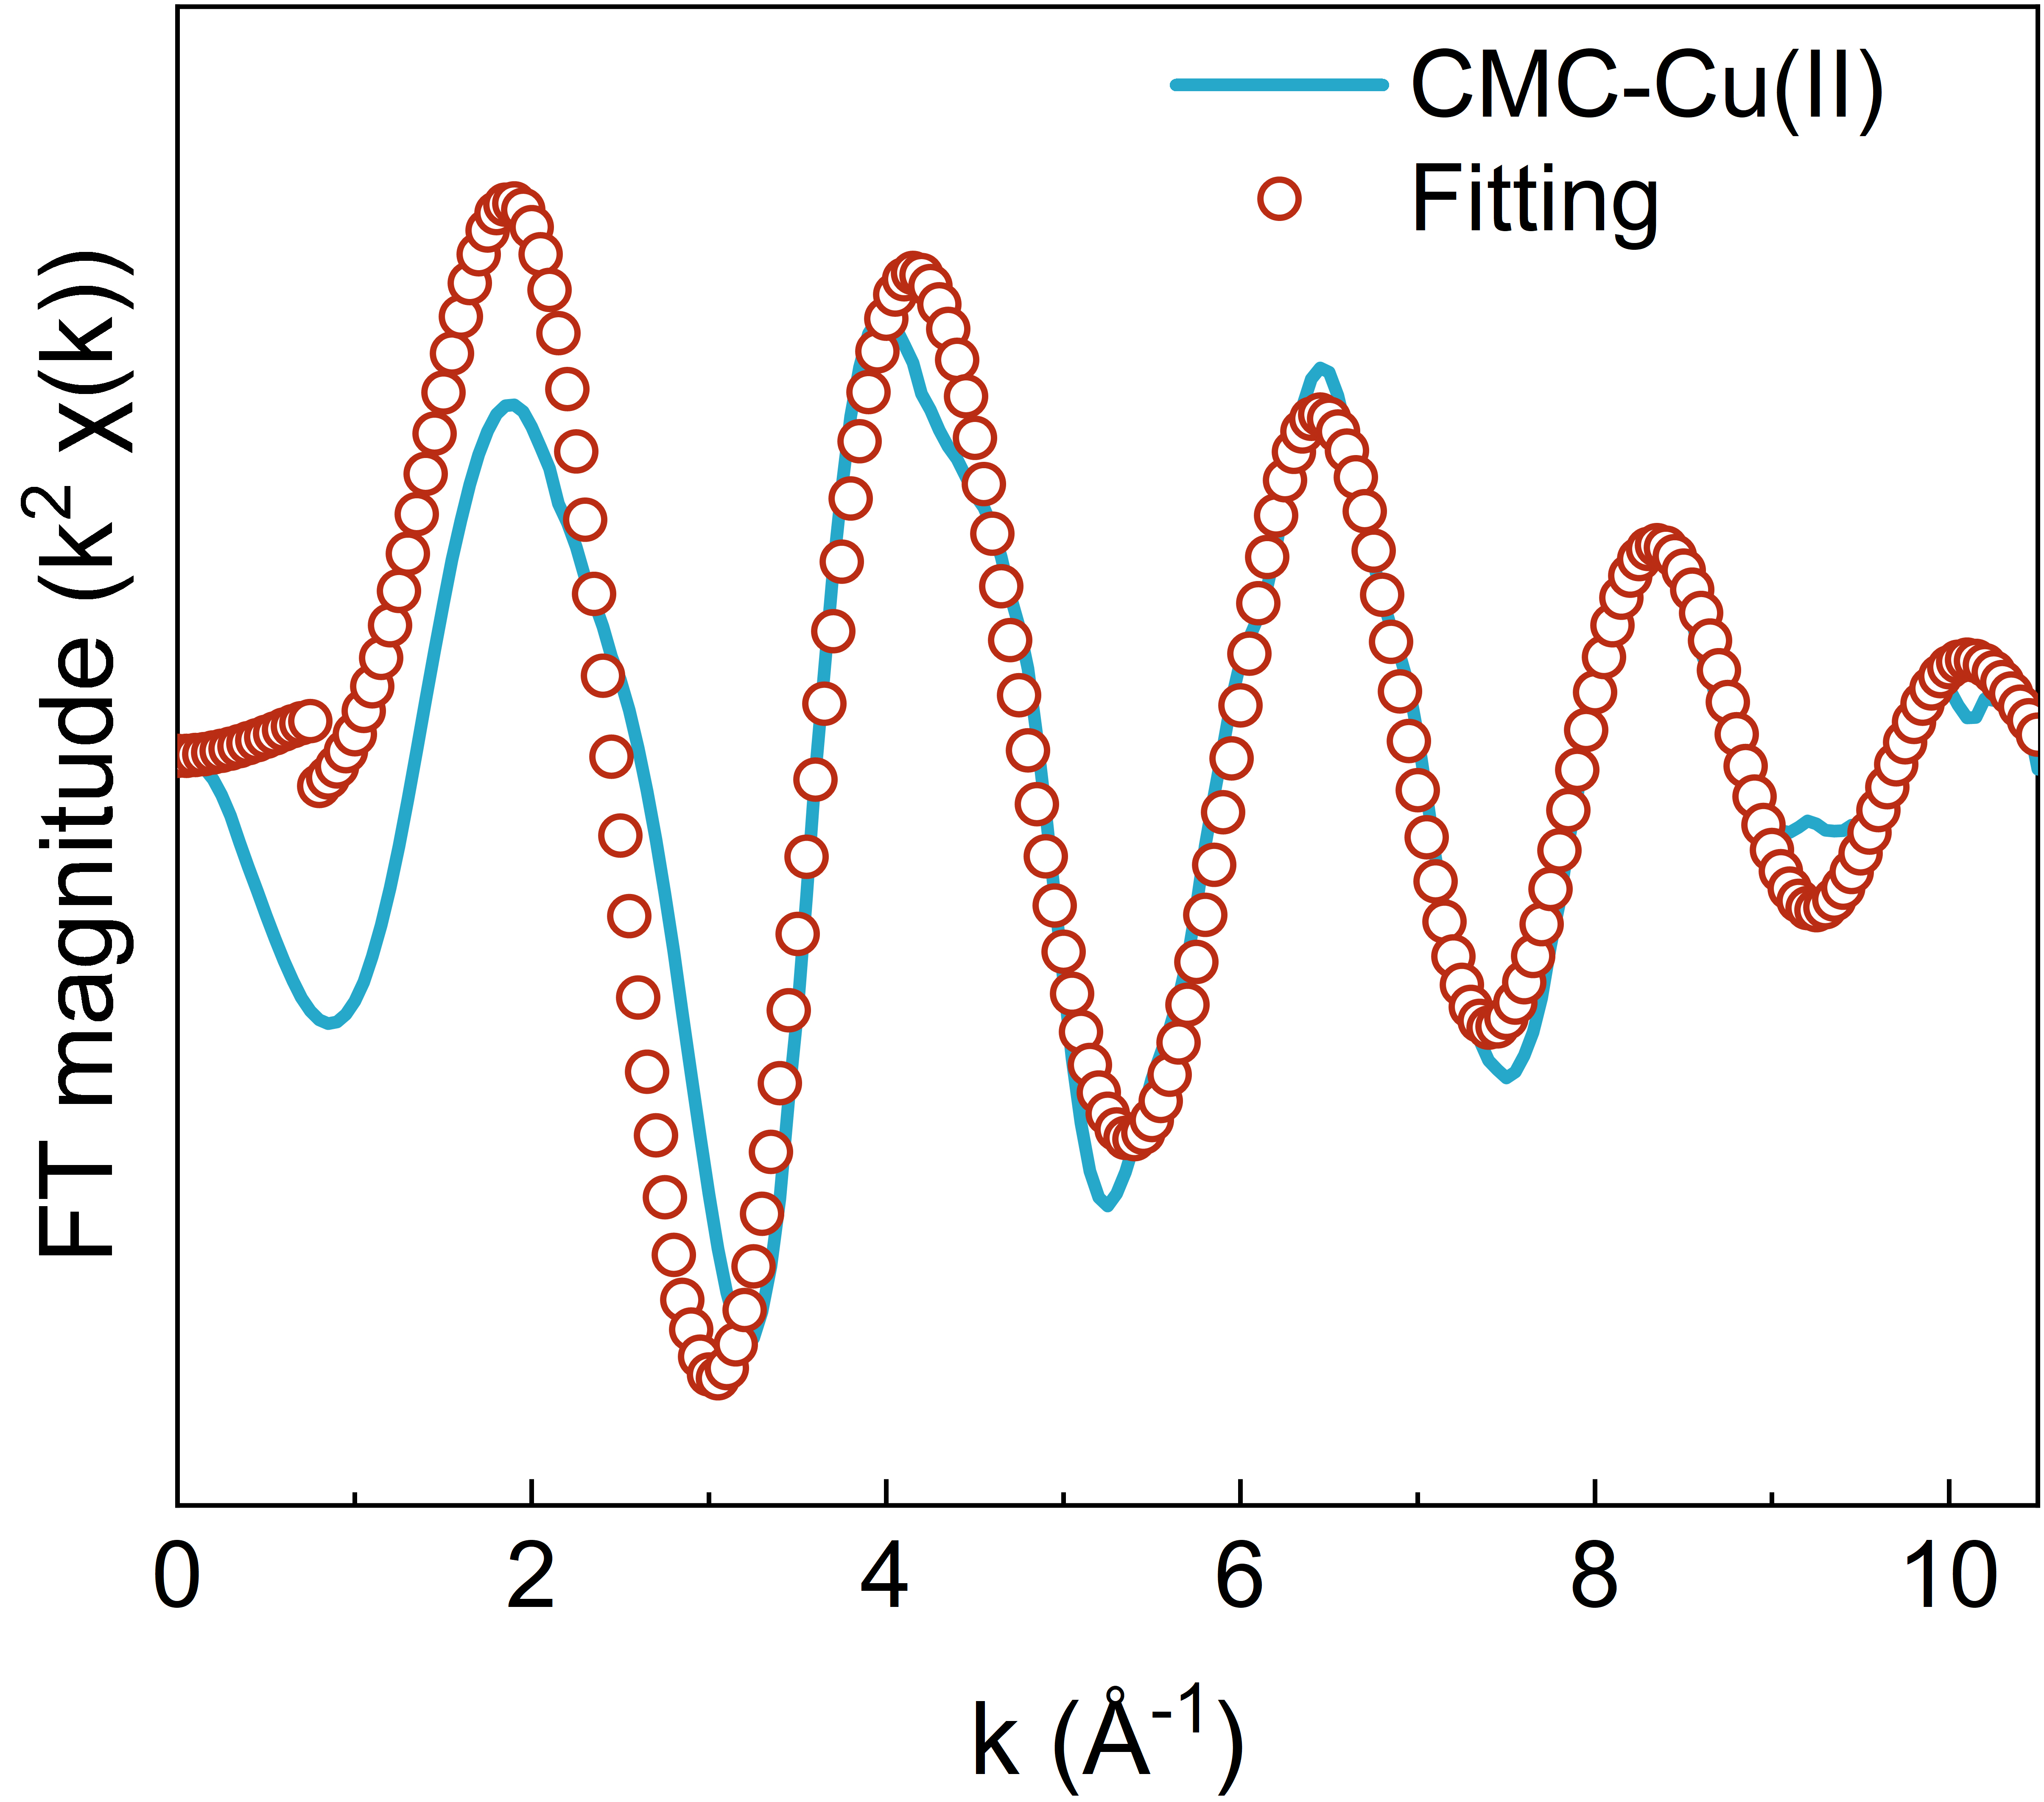 CMC-Cu(II)
Fitting
FT magnitude (k² x(k))
0 2 4 6 8 10
k (Å⁻¹)